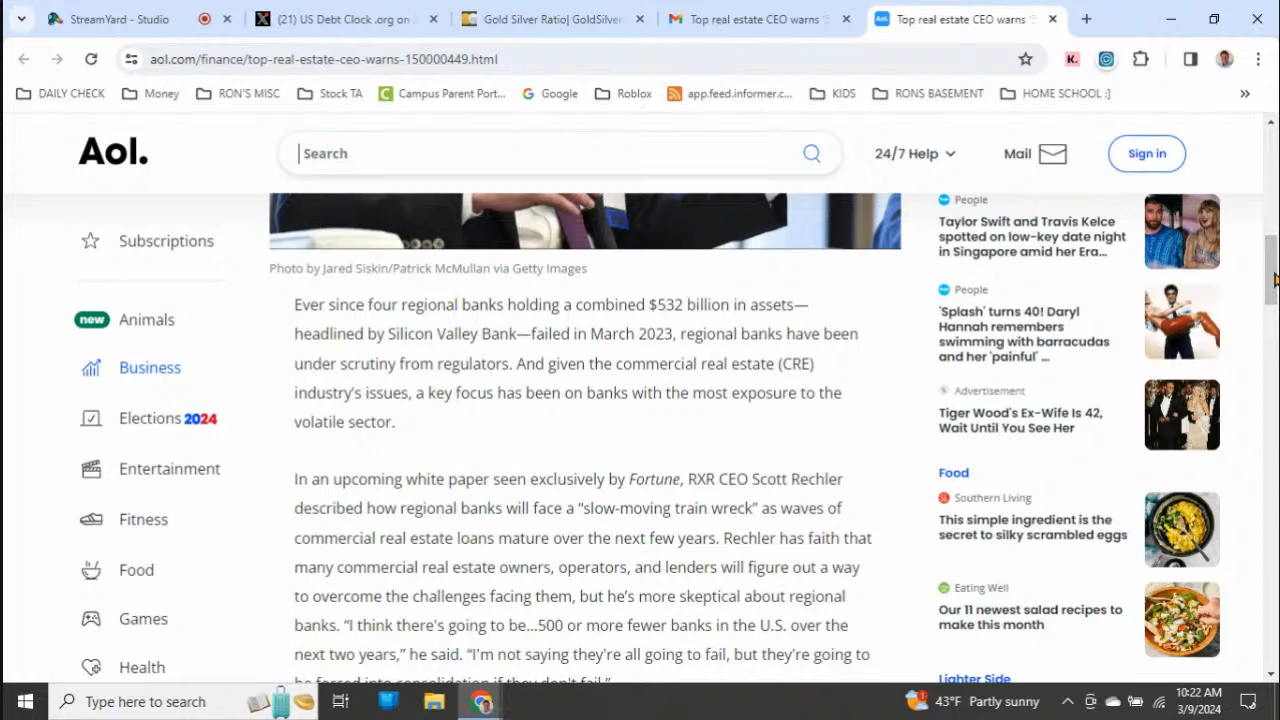 StreamYard - Studio
(21) US Debt Clock .org on
Gold Silver Ratio| GoldSilver
Top real estate CEO warns '5
Top real estate CEO warns '5
aol.com/finance/top-real-estate-ceo-warns-150000449.html
DAILY CHECK
Money
RON'S MISC
Stock TA
Campus Parent Port...
Google
Roblox
app.feed.informer.c...
KIDS
RONS BASEMENT
HOME SCHOOL :]
Aol.
Search
24/7 Help
Mail
Sign in
Subscriptions
new Animals
Business
Elections 2024
Entertainment
Fitness
Food
Games
Health
Photo by Jared Siskin/Patrick McMullan via Getty Images
Ever since four regional banks holding a combined $532 billion in assets—
headlined by Silicon Valley Bank—failed in March 2023, regional banks have been
under scrutiny from regulators. And given the commercial real estate (CRE)
industry's issues, a key focus has been on banks with the most exposure to the
volatile sector.
In an upcoming white paper seen exclusively by Fortune, RXR CEO Scott Rechler
described how regional banks will face a “slow-moving train wreck” as waves of
commercial real estate loans mature over the next few years. Rechler has faith that
many commercial real estate owners, operators, and lenders will figure out a way
to overcome the challenges facing them, but he's more skeptical about regional
banks. “I think there's going to be...500 or more fewer banks in the U.S. over the
next two years,” he said. “I'm not saying they're all going to fail, but they're going to
be forced into consolidation if they don't fail.”
People
Taylor Swift and Travis Kelce
spotted on low-key date night
in Singapore amid her Era...
People
'Splash' turns 40! Daryl
Hannah remembers
swimming with barracudas
and her 'painful' ...
Advertisement
Tiger Wood's Ex-Wife Is 42,
Wait Until You See Her
Food
Southern Living
This simple ingredient is the
secret to silky scrambled eggs
Eating Well
Our 11 newest salad recipes to
make this month
Lighter Side
Type here to search
43°F Partly sunny
10:22 AM
3/9/2024